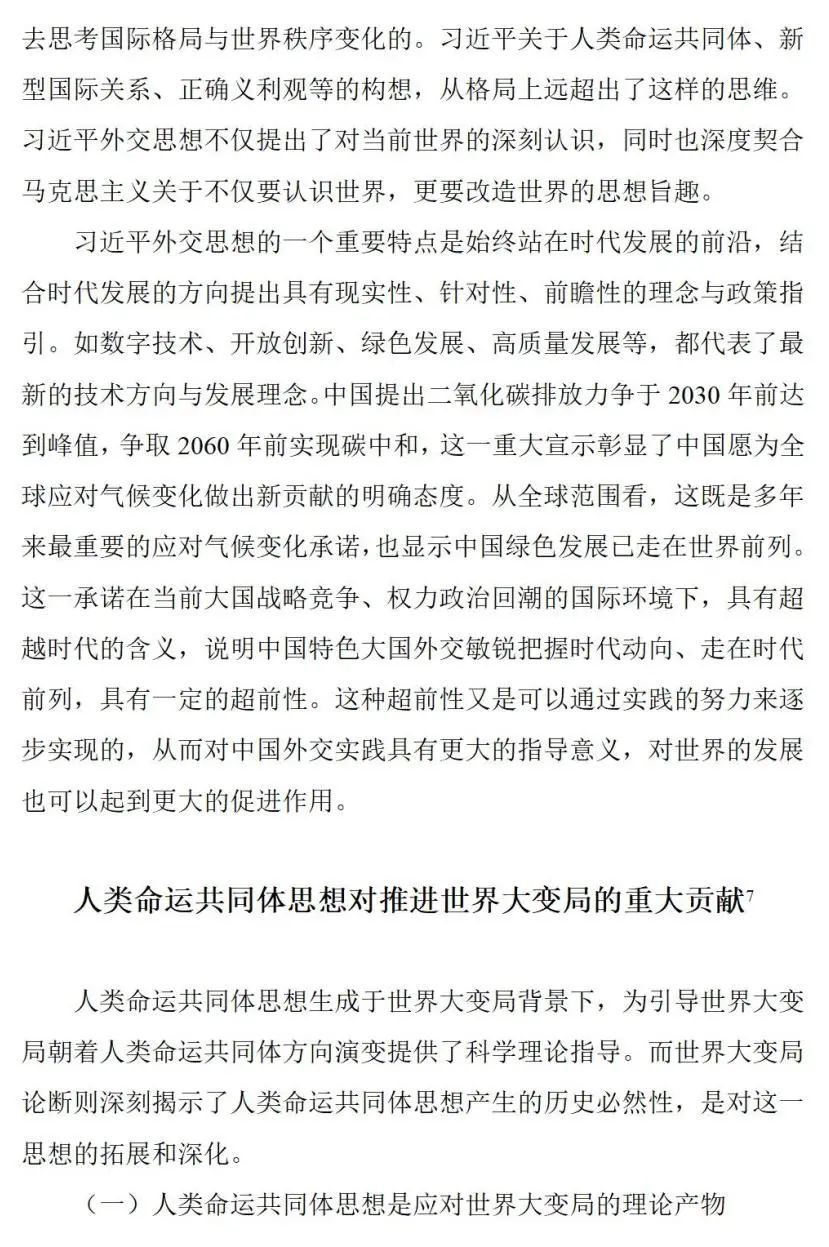 去思考国际格局与世界秩序变化的。习近平关于人类命运共同体、新
型国际关系、正确义利观等的构想，从格局上远超出了这样的思维。
习近平外交思想不仅提出了对当前世界的深刻认识，同时也深度契合
马克思主义关于不仅要认识世界，更要改造世界的思想旨趣。
习近平外交思想的一个重要特点是始终站在时代发展的前沿，结
合时代发展的方向提出具有现实性、针对性、前瞻性的理念与政策指
引。如数字技术、开放创新、绿色发展、高质量发展等，都代表了最
新的技术方向与发展理念。中国提出二氧化碳排放力争于 2030 年前达
到峰值，争取 2060 年前实现碳中和，这一重大宣示彰显了中国愿为全
球应对气候变化做出新贡献的明确态度。从全球范围看，这既是多年
来最重要的应对气候变化承诺，也显示中国绿色发展已走在世界前列。
这一承诺在当前大国战略竞争、权力政治回潮的国际环境下，具有超
越时代的含义，说明中国特色大国外交敏锐把握时代动向、走在时代
前列，具有一定的超前性。这种超前性又是可以通过实践的努力来逐
步实现的，从而对中国外交实践具有更大的指导意义，对世界的发展
也可以起到更大的促进作用。
人类命运共同体思想对推进世界大变局的重大贡献7
人类命运共同体思想生成于世界大变局背景下，为引导世界大变
局朝着人类命运共同体方向演变提供了科学理论指导。而世界大变局
论断则深刻揭示了人类命运共同体思想产生的历史必然性，是对这一
思想的拓展和深化。
（一）人类命运共同体思想是应对世界大变局的理论产物